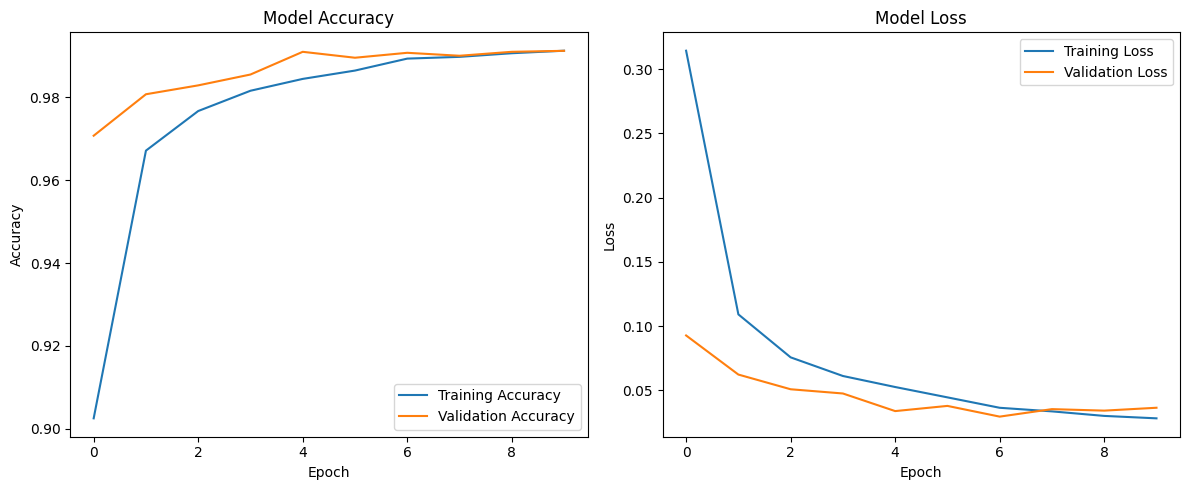 Model Accuracy
Accuracy
0.98
0.96
0.94
0.92
0.90
0 2 4 6 8
Epoch
Training Accuracy
Validation Accuracy
Model Loss
Loss
0.30
0.25
0.20
0.15
0.10
0.05
0 2 4 6 8
Epoch
Training Loss
Validation Loss